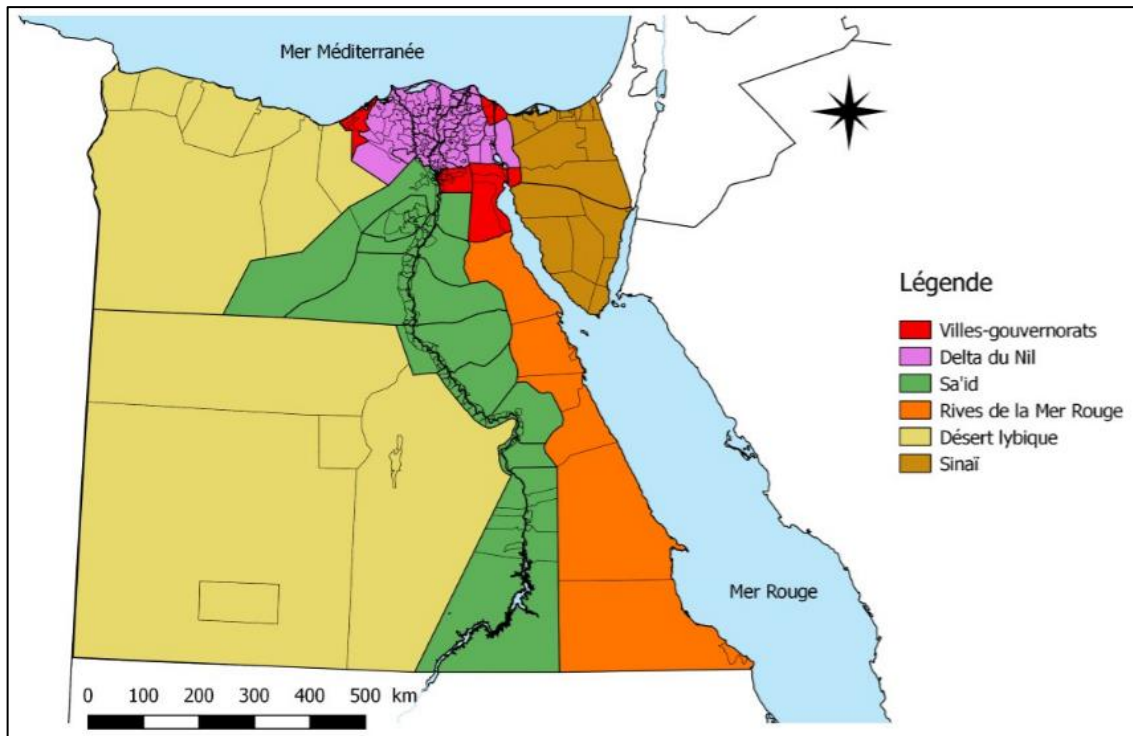 Mer Méditerranée
Légende
Villes-gouvernorats
Delta du Nil
Sa'id
Rives de la Mer Rouge
Désert lybique
Sinaï
Mer Rouge
0 100 200 300 400 500 km